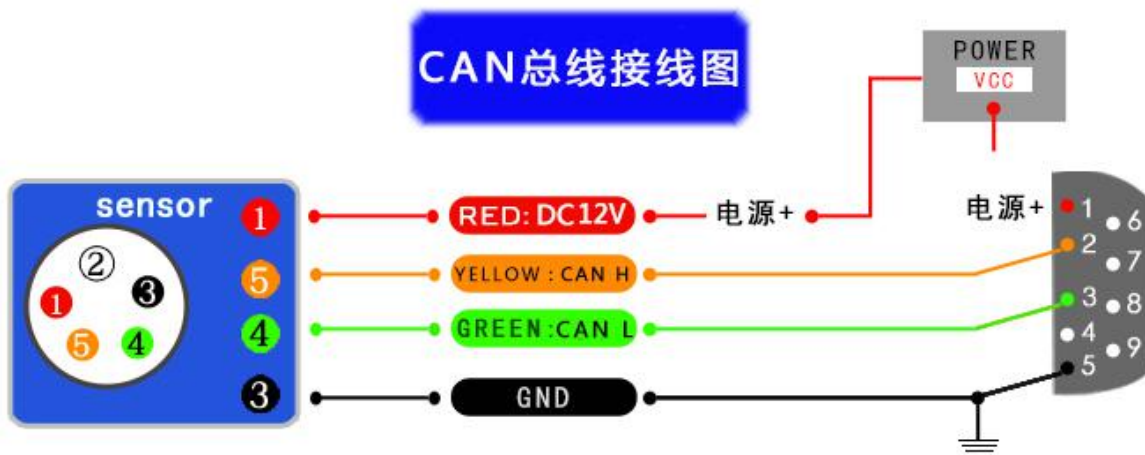 CAN总线接线图
POWER
VCC
sensor
1
RED: DC12V
电源+
电源+
1
6
②
5
YELLOW : CAN H
2
7
1
3
4
GREEN :CAN L
3
8
5
4
4
9
3
GND
5